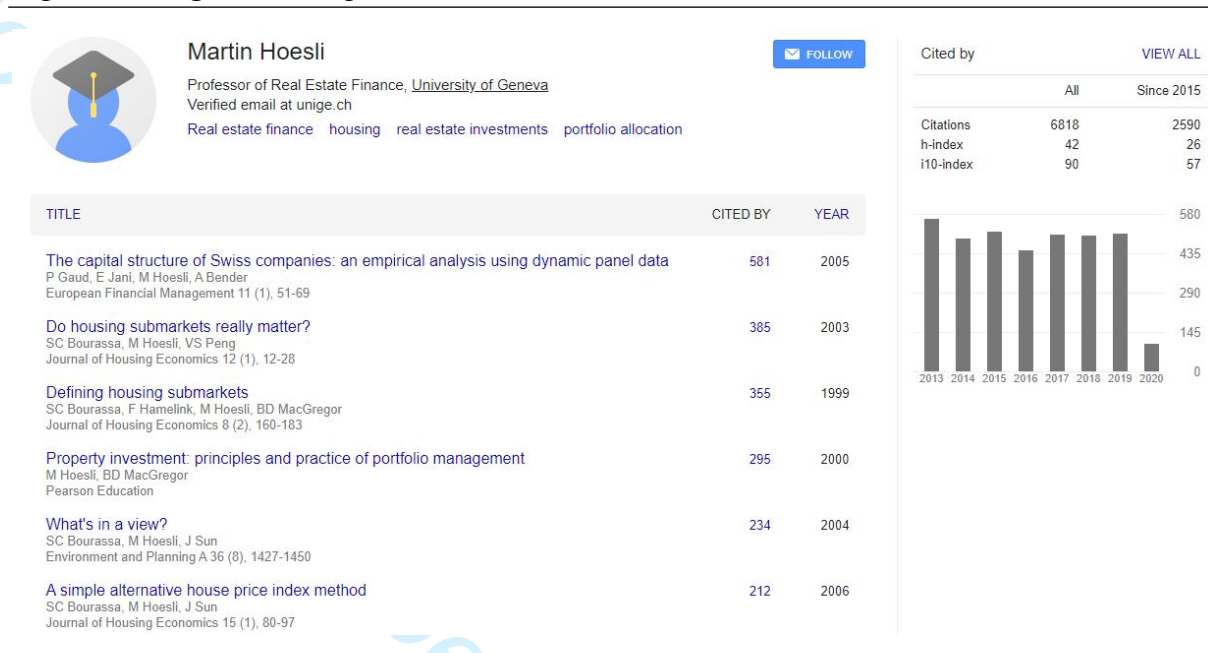 Martin Hoesli
FOLLOW
Professor of Real Estate Finance, University of Geneva
Verified email at unige.ch
Real estate finance housing real estate investments portfolio allocation
TITLE CITED BY YEAR
The capital structure of Swiss companies: an empirical analysis using dynamic panel data 581 2005
P Gaud, E Jani, M Hoesli, A Bender
European Financial Management 11 (1), 51-69
Do housing submarkets really matter? 385 2003
SC Bourassa, M Hoesli, VS Peng
Journal of Housing Economics 12 (1), 12-28
Defining housing submarkets 355 1999
SC Bourassa, F Hamelink, M Hoesli, BD MacGregor
Journal of Housing Economics 8 (2), 160-183
Property investment: principles and practice of portfolio management 295 2000
M Hoesli, BD MacGregor
Pearson Education
What's in a view? 234 2004
SC Bourassa, M Hoesli, J Sun
Environment and Planning A 36 (8), 1427-1450
A simple alternative house price index method 212 2006
SC Bourassa, M Hoesli, J Sun
Journal of Housing Economics 15 (1), 80-97
Cited by VIEW ALL
All Since 2015
Citations 6818 2590
h-index 42 26
i10-index 90 57
580
435
290
145
0
2013 2014 2015 2016 2017 2018 2019 2020